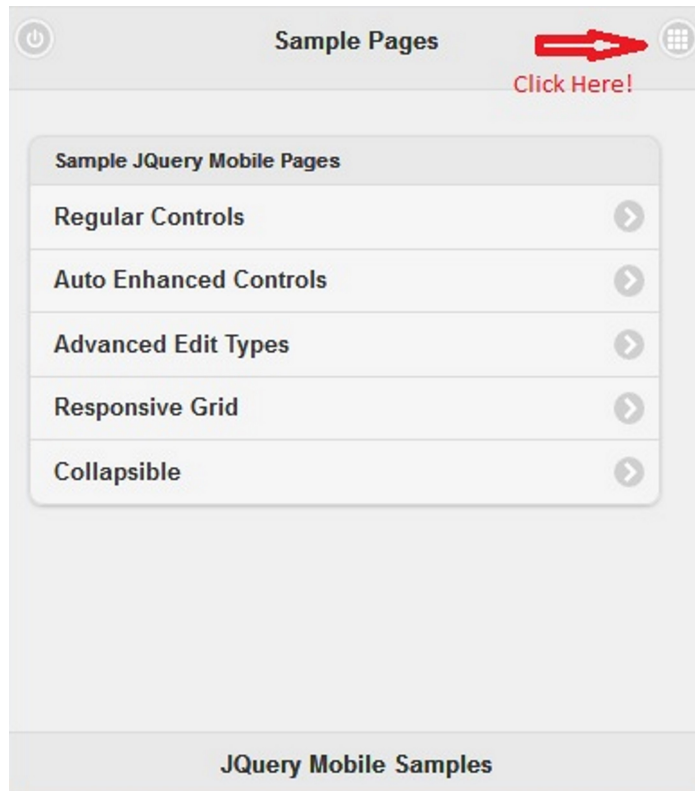 Sample Pages
Click Here!
Sample JQuery Mobile Pages
Regular Controls
Auto Enhanced Controls
Advanced Edit Types
Responsive Grid
Collapsible
JQuery Mobile Samples